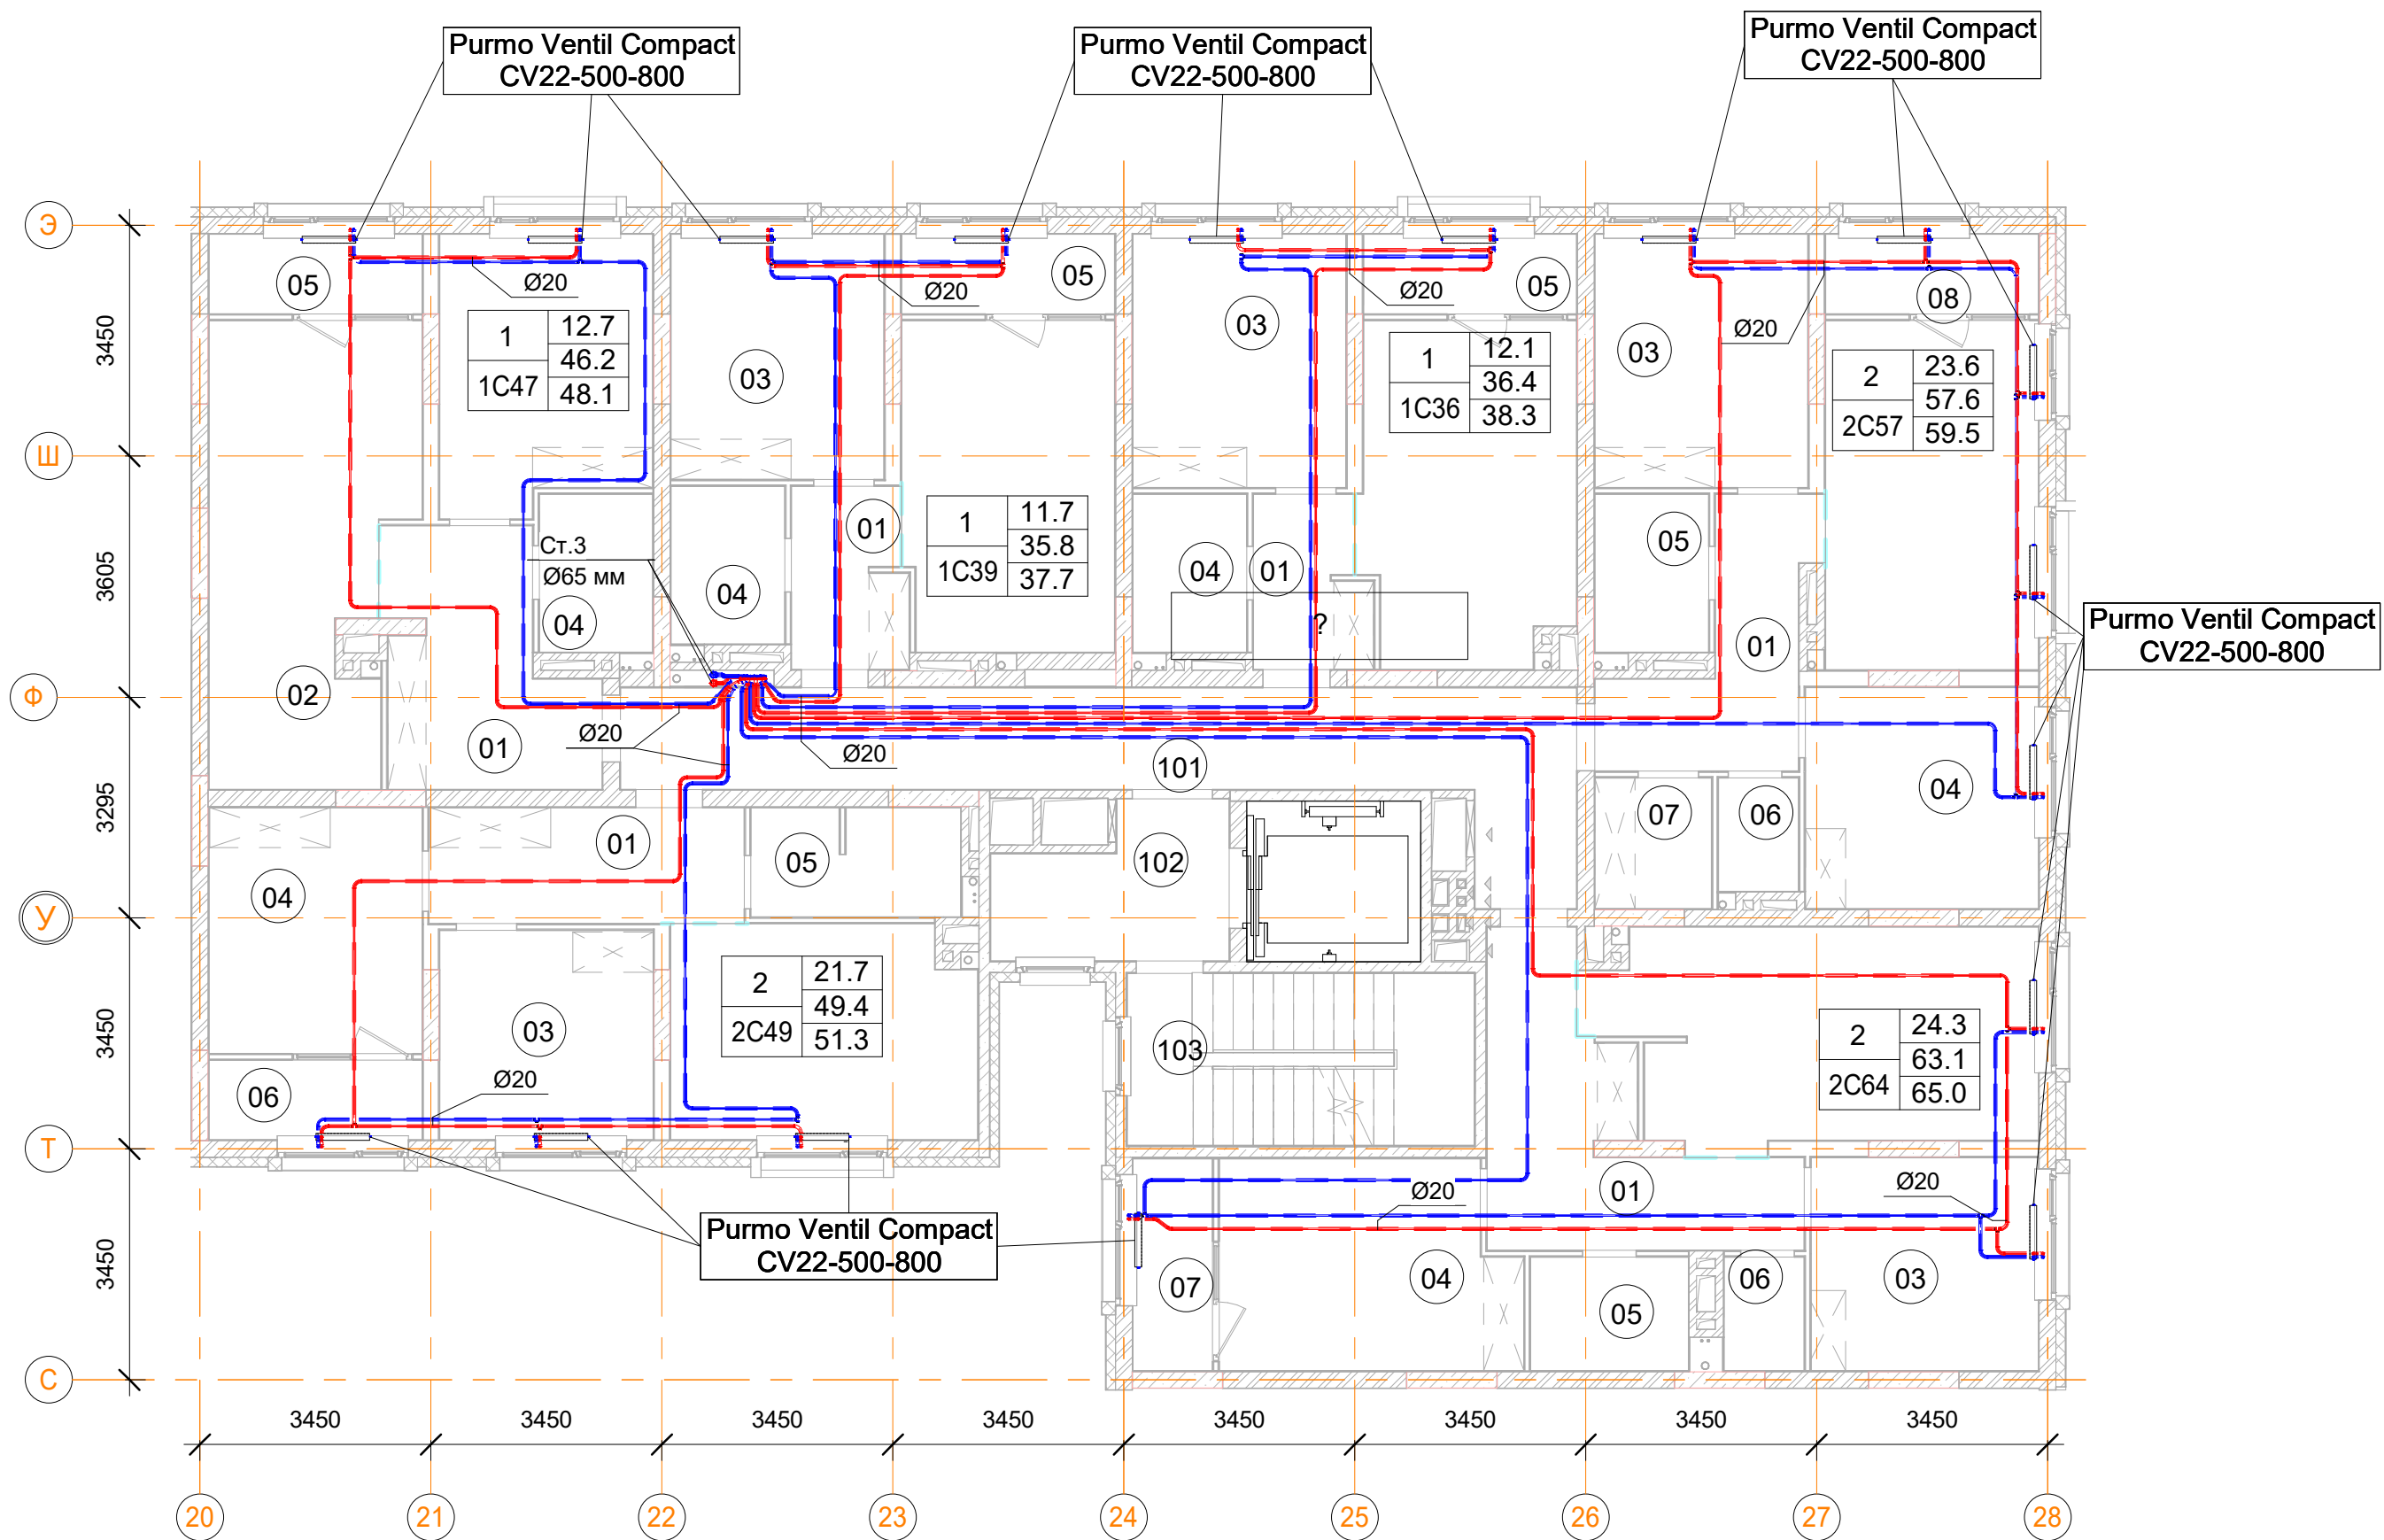 Purmo Ventil Compact
CV22-500-800
Purmo Ventil Compact
CV22-500-800
Purmo Ventil Compact
CV22-500-800
Э
05
Ø20
1
12.7
46.2
1С47
48.1
03
Ø20
05
03
Ø20
05
1
12.1
36.4
1С36
38.3
03
Ø20
08
2
23.6
57.6
2С57
59.5
3450
Ш
3605
Ст.3
Ø65 мм
04
04
01
1
11.7
35.8
1С39
37.7
04
01
?
05
01
Purmo Ventil Compact
CV22-500-800
Ф
02
01
Ø20
Ø20
101
04
3295
04
01
05
102
07
06
У
3450
03
2
21.7
49.4
2С49
51.3
103
2
24.3
63.1
2С64
65.0
06
Ø20
Т
3450
Purmo Ventil Compact
CV22-500-800
Ø20
01
Ø20
07
04
05
06
03
С
3450
3450
3450
3450
3450
3450
3450
3450
20
21
22
23
24
25
26
27
28